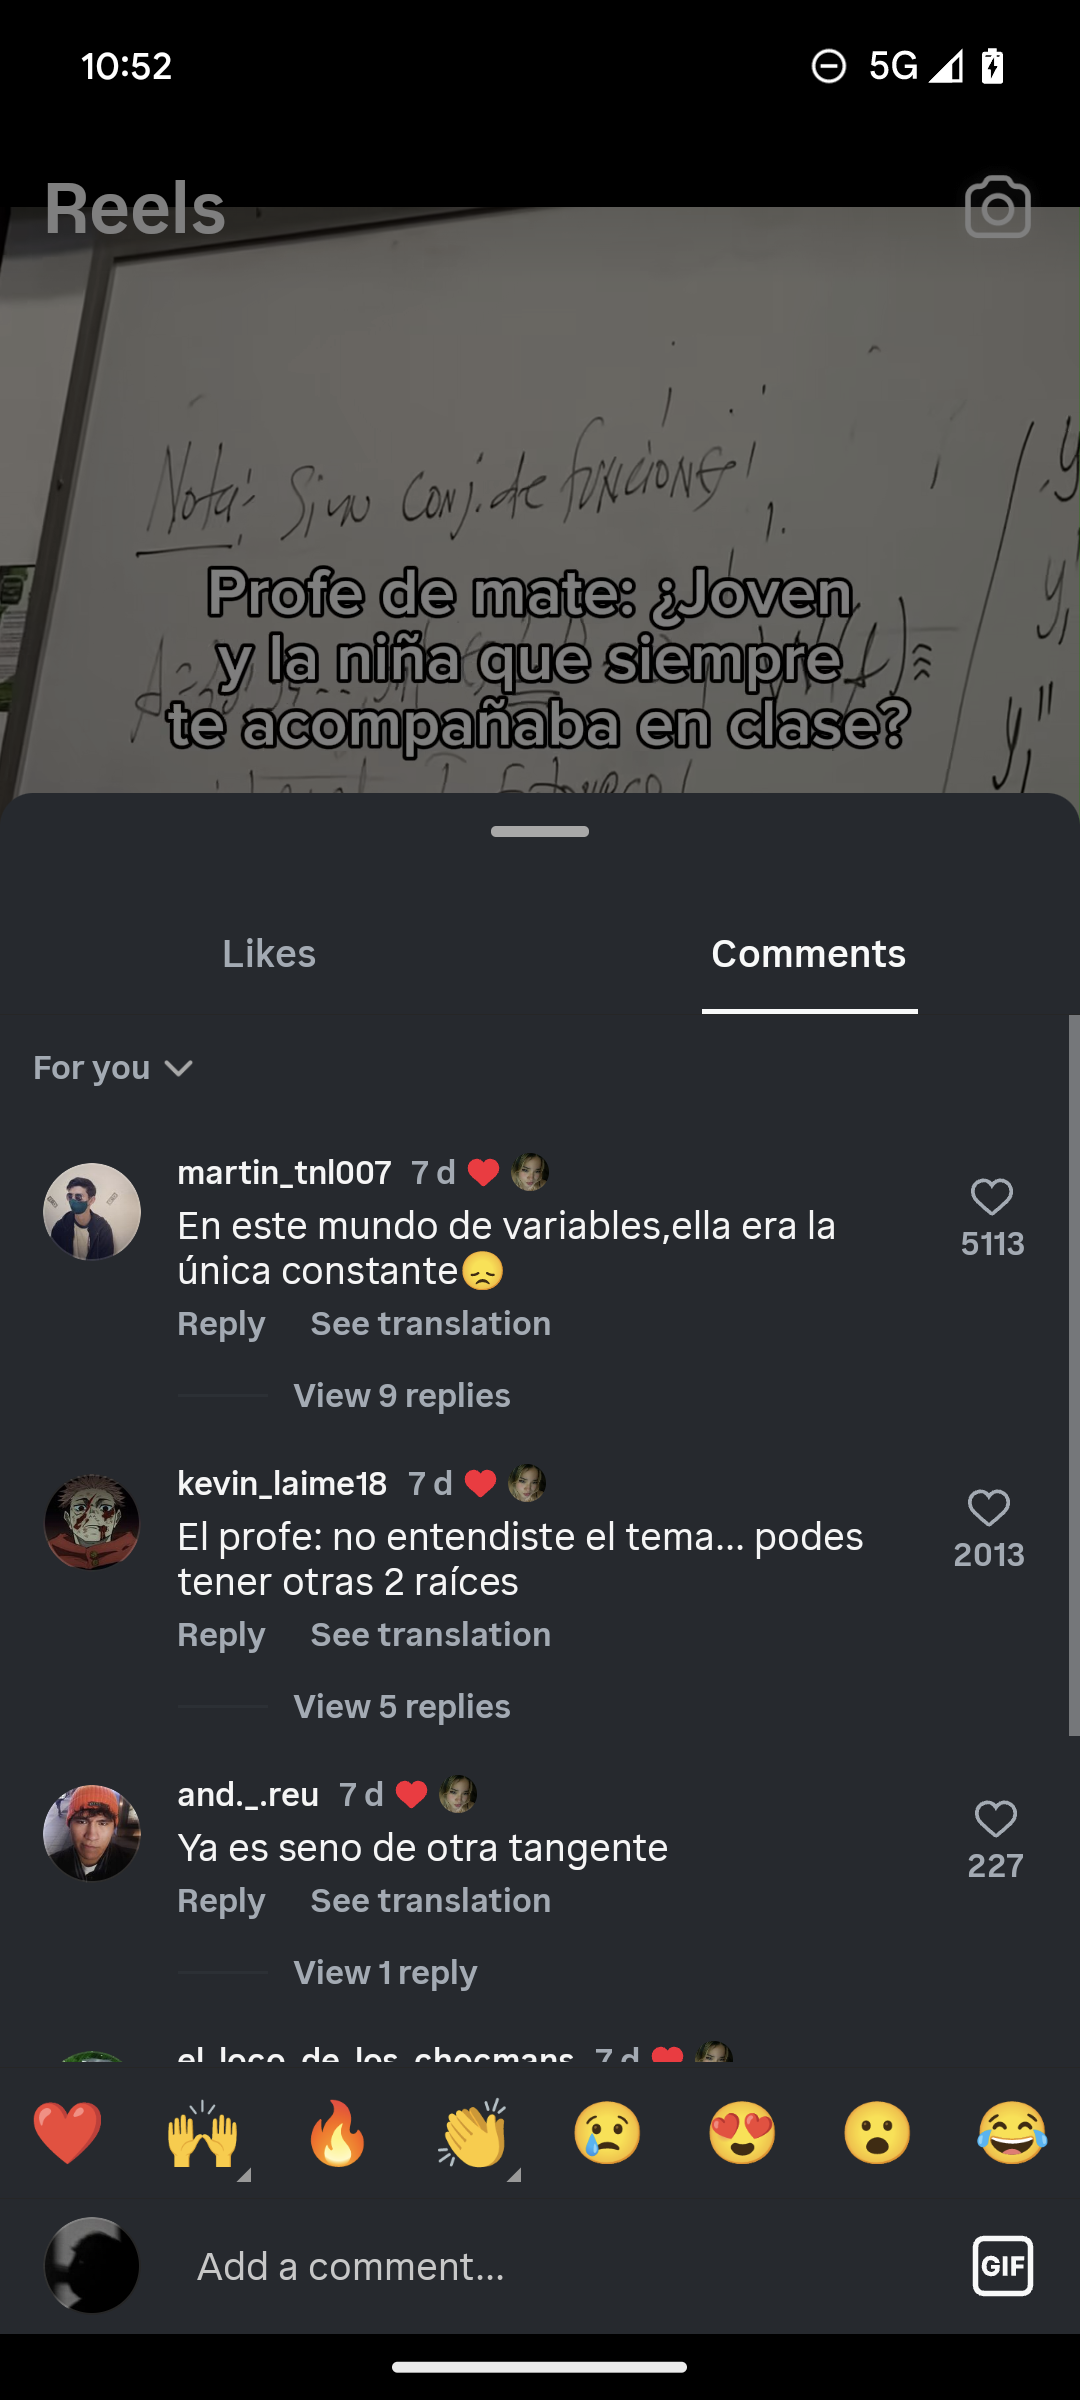 10:52
5G
Reels
Nota: Si un conj. de funciones
Profe de mate: ¿Joven
y la niña que siempre
te acompañaba en clase?
Likes
Comments
For you
martin_tnl007 7 d
En este mundo de variables,ella era la
única constante😞
Reply See translation
View 9 replies
5113
kevin_laime18 7 d
El profe: no entendiste el tema... podes
tener otras 2 raíces
Reply See translation
View 5 replies
2013
and._.reu 7 d
Ya es seno de otra tangente
Reply See translation
View 1 reply
227
el_loco_de_los_chocmans 7 d
Add a comment...
GIF